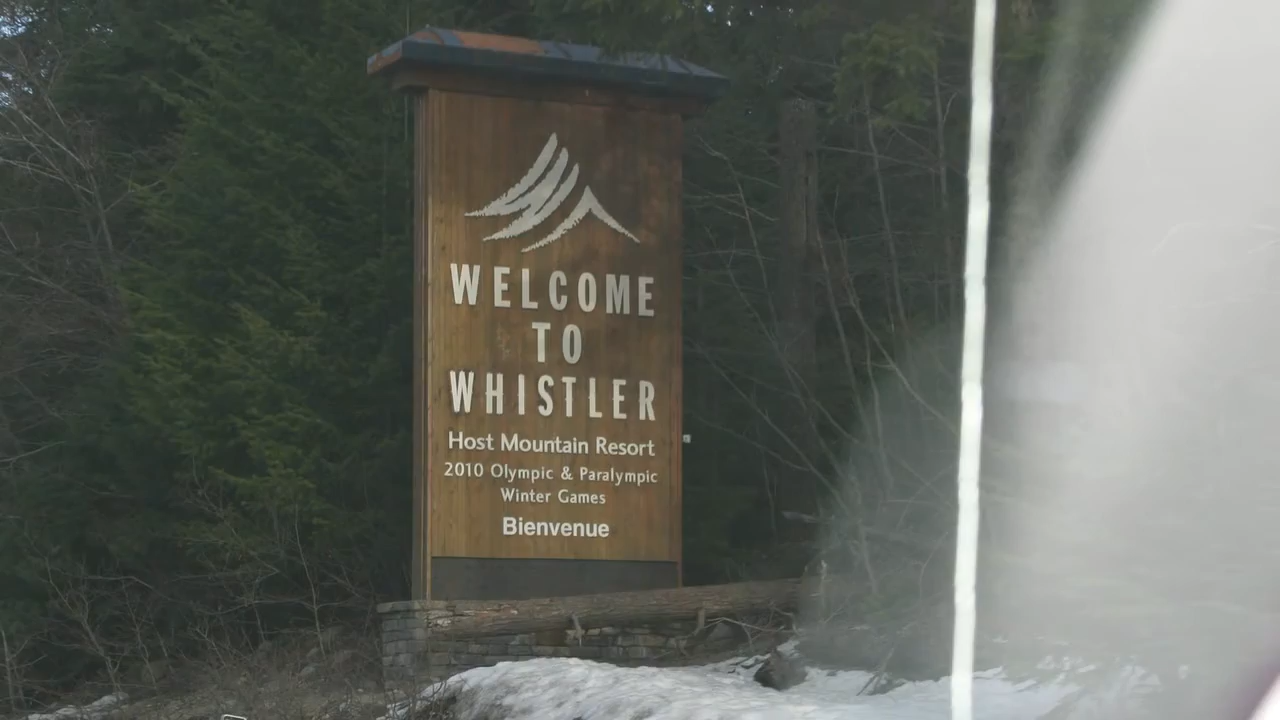 WELCOME
TO
WHISTLER
Host Mountain Resort
2010 Olympic & Paralympic
Winter Games
Bienvenue